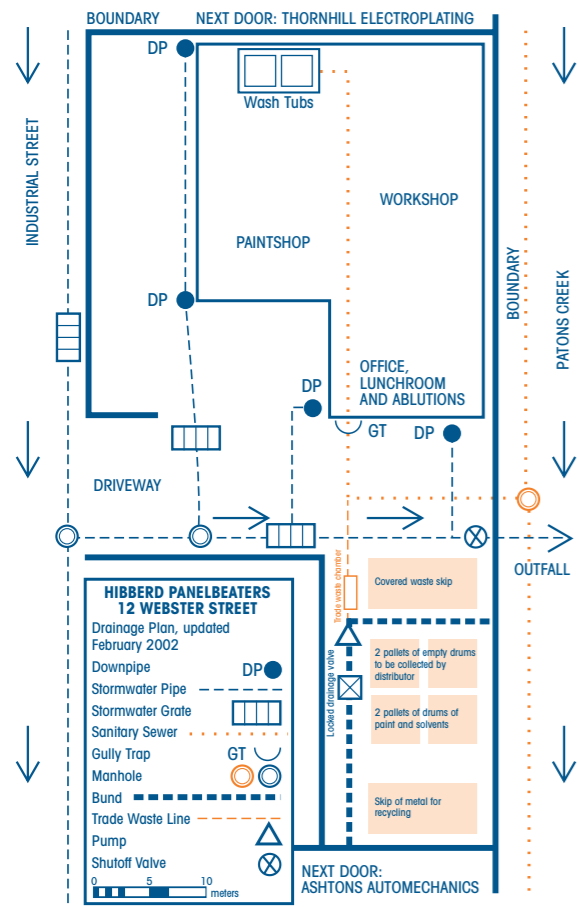 BOUNDARY
NEXT DOOR: THORNHILL ELECTROPLATING
DP
Wash Tubs
INDUSTRIAL STREET
WORKSHOP
PAINTSHOP
BOUNDARY
PATONS CREEK
DP
OFFICE,
LUNCHROOM
AND ABLUTIONS
DP
GT
DP
DRIVEWAY
OUTFALL
Trade waste chamber
Covered waste skip
Locked drainage valve
2 pallets of empty drums
to be collected by
distributor
2 pallets of drums of
paint and solvents
Skip of metal for
recycling
HIBBERD PANELBEATERS
12 WEBSTER STREET
Drainage Plan, updated
February 2002
Downpipe DP
Stormwater Pipe
Stormwater Grate
Sanitary Sewer
Gully Trap GT
Manhole
Bund
Trade Waste Line
Pump
Shutoff Valve
0 5 10
meters
NEXT DOOR:
ASHTONS AUTOMECHANICS